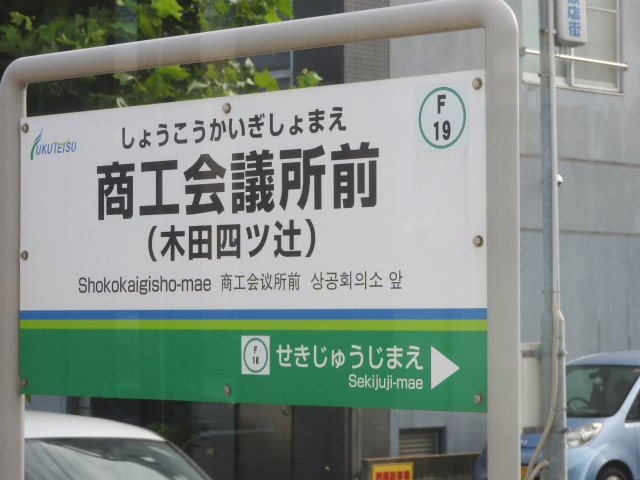 FUKUTETSU
しょうこうかいぎしょまえ
F
19
商工会議所前
(木田四ツ辻)
Shokokaigisho-mae 商工会议所前 상공회의소 앞
F
18
せきじゅうじまえ
Sekijuji-mae